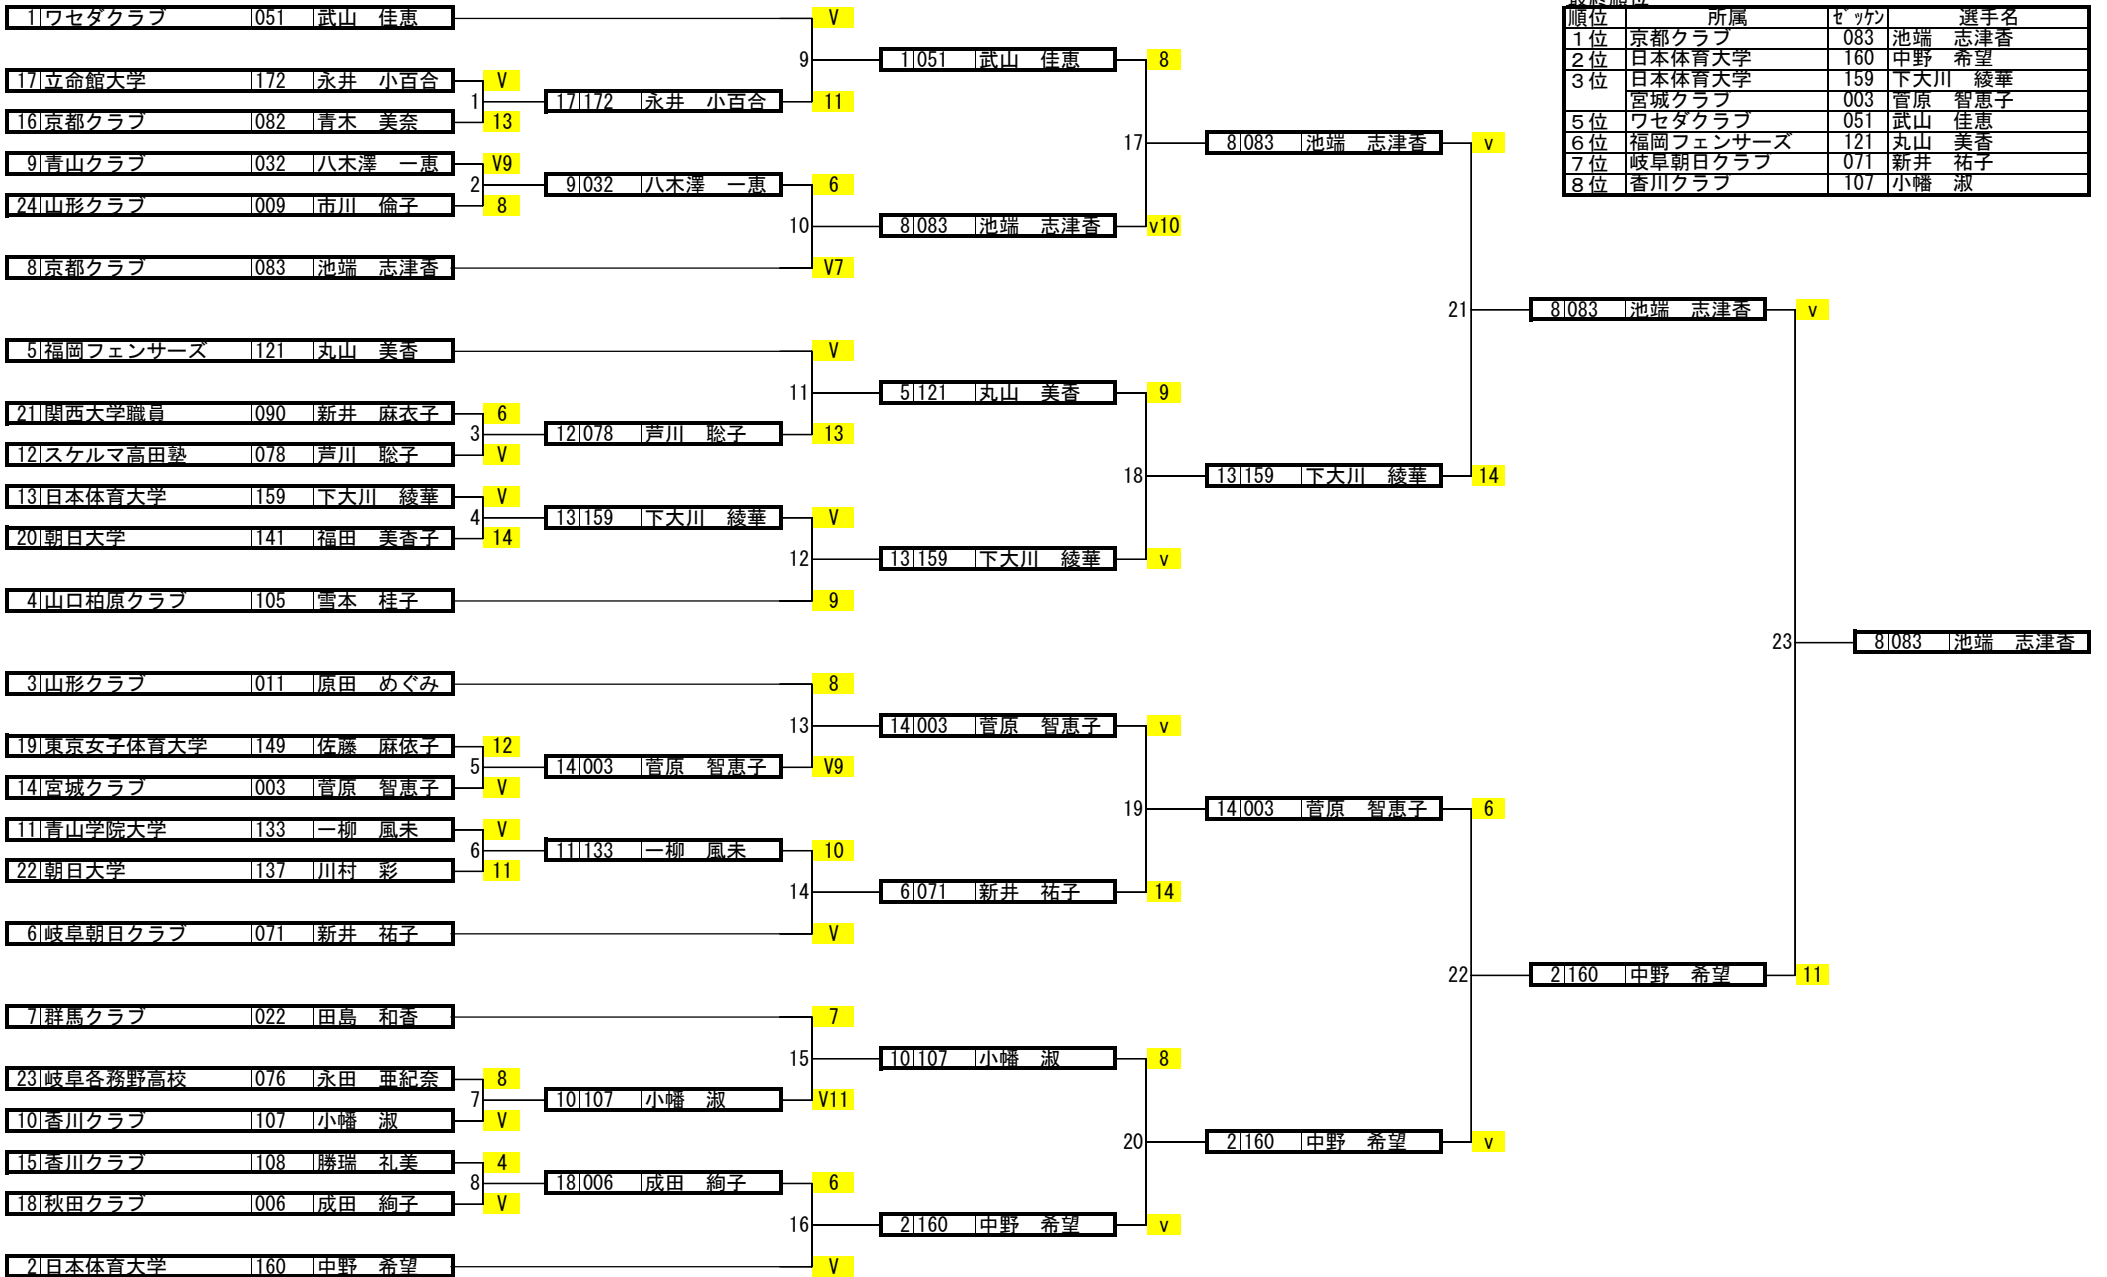 最終順位
順位 所属 ｾﾞｯｹﾝ 選手名
１位 京都クラブ 083 池端 志津香
２位 日本体育大学 160 中野 希望
３位 日本体育大学 159 下大川 綾華
宮城クラブ 003 菅原 智恵子
５位 ワセダクラブ 051 武山 佳恵
６位 福岡フェンサーズ 121 丸山 美香
７位 岐阜朝日クラブ 071 新井 祐子
８位 香川クラブ 107 小幡 淑
1 ワセダクラブ 051 武山 佳恵 V
9 1 051 武山 佳恵 8
17 立命館大学 172 永井 小百合 V
1 17 172 永井 小百合 11
16 京都クラブ 082 青木 美奈 13
17 8 083 池端 志津香 v
9 青山クラブ 032 八木澤 一恵 V9
2 9 032 八木澤 一恵 6
24 山形クラブ 009 市川 倫子 8
10 8 083 池端 志津香 v10
8 京都クラブ 083 池端 志津香 V7
21 8 083 池端 志津香 v
5 福岡フェンサーズ 121 丸山 美香 V
11 5 121 丸山 美香 9
21 関西大学職員 090 新井 麻衣子 6
3 12 078 芦川 聡子 13
12 スケルマ高田塾 078 芦川 聡子 V
18 13 159 下大川 綾華 14
13 日本体育大学 159 下大川 綾華 V
4 13 159 下大川 綾華 V
20 朝日大学 141 福田 美香子 14
12 13 159 下大川 綾華 v
4 山口柏原クラブ 105 雪本 桂子 9
23 8 083 池端 志津香
3 山形クラブ 011 原田 めぐみ 8
13 14 003 菅原 智恵子 v
19 東京女子体育大学 149 佐藤 麻依子 12
5 14 003 菅原 智恵子 V9
14 宮城クラブ 003 菅原 智恵子 V
19 14 003 菅原 智恵子 6
11 青山学院大学 133 一柳 風未 V
6 11 133 一柳 風未 10
22 朝日大学 137 川村 彩 11
14 6 071 新井 祐子 14
6 岐阜朝日クラブ 071 新井 祐子 V
22 2 160 中野 希望 11
7 群馬クラブ 022 田島 和香 7
15 10 107 小幡 淑 8
23 岐阜各務野高校 076 永田 亜紀奈 8
7 10 107 小幡 淑 V11
10 香川クラブ 107 小幡 淑 V
20 2 160 中野 希望 v
15 香川クラブ 108 勝瑞 礼美 4
8 18 006 成田 絢子 6
18 秋田クラブ 006 成田 絢子 V
16 2 160 中野 希望 v
2 日本体育大学 160 中野 希望 V